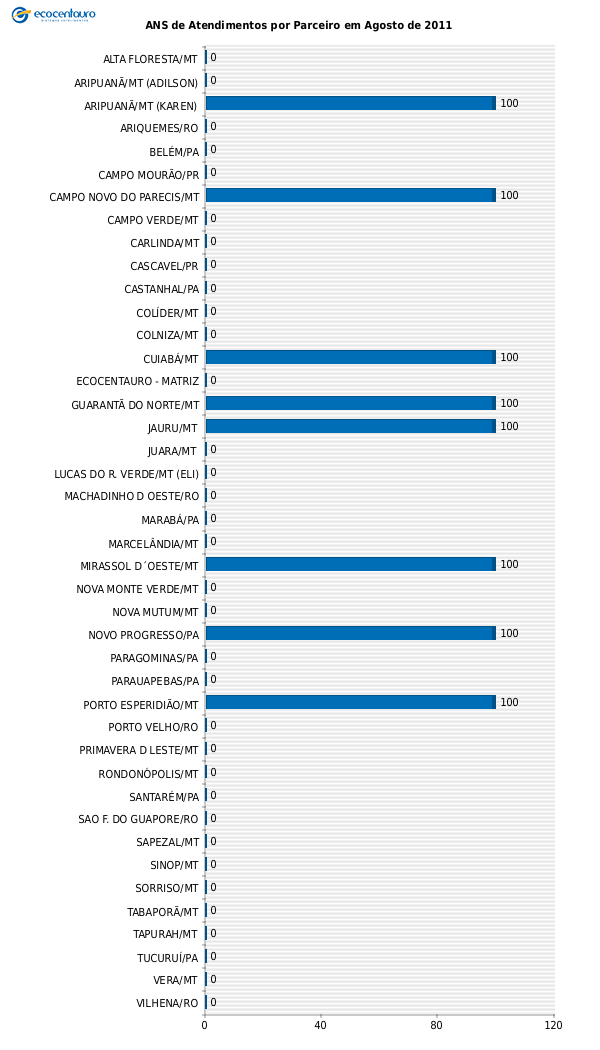 ecocentauro
ANS de Atendimentos por Parceiro em Agosto de 2011
ALTA FLORESTA/MT 0
ARIPUANÃ/MT (ADILSON) 0
ARIPUANÃ/MT (KAREN) 100
ARIQUEMES/RO 0
BELÉM/PA 0
CAMPO MOURÃO/PR 0
CAMPO NOVO DO PARECIS/MT 100
CAMPO VERDE/MT 0
CARLINDA/MT 0
CASCAVEL/PR 0
CASTANHAL/PA 0
COLÍDER/MT 0
COLNIZA/MT 0
CUIABÁ/MT 100
ECOCENTAURO - MATRIZ 0
GUARANTÃ DO NORTE/MT 100
JAURU/MT 100
JUARA/MT 0
LUCAS DO R. VERDE/MT (ELI) 0
MACHADINHO D OESTE/RO 0
MARABÁ/PA 0
MARCELÂNDIA/MT 0
MIRASSOL D´OESTE/MT 100
NOVA MONTE VERDE/MT 0
NOVA MUTUM/MT 0
NOVO PROGRESSO/PA 100
PARAGOMINAS/PA 0
PARAUAPEBAS/PA 0
PORTO ESPERIDIÃO/MT 100
PORTO VELHO/RO 0
PRIMAVERA D LESTE/MT 0
RONDONÓPOLIS/MT 0
SANTARÉM/PA 0
SAO F. DO GUAPORE/RO 0
SAPEZAL/MT 0
SINOP/MT 0
SORRISO/MT 0
TABAPORÃ/MT 0
TAPURAH/MT 0
TUCURUÍ/PA 0
VERA/MT 0
VILHENA/RO 0
0 40 80 120